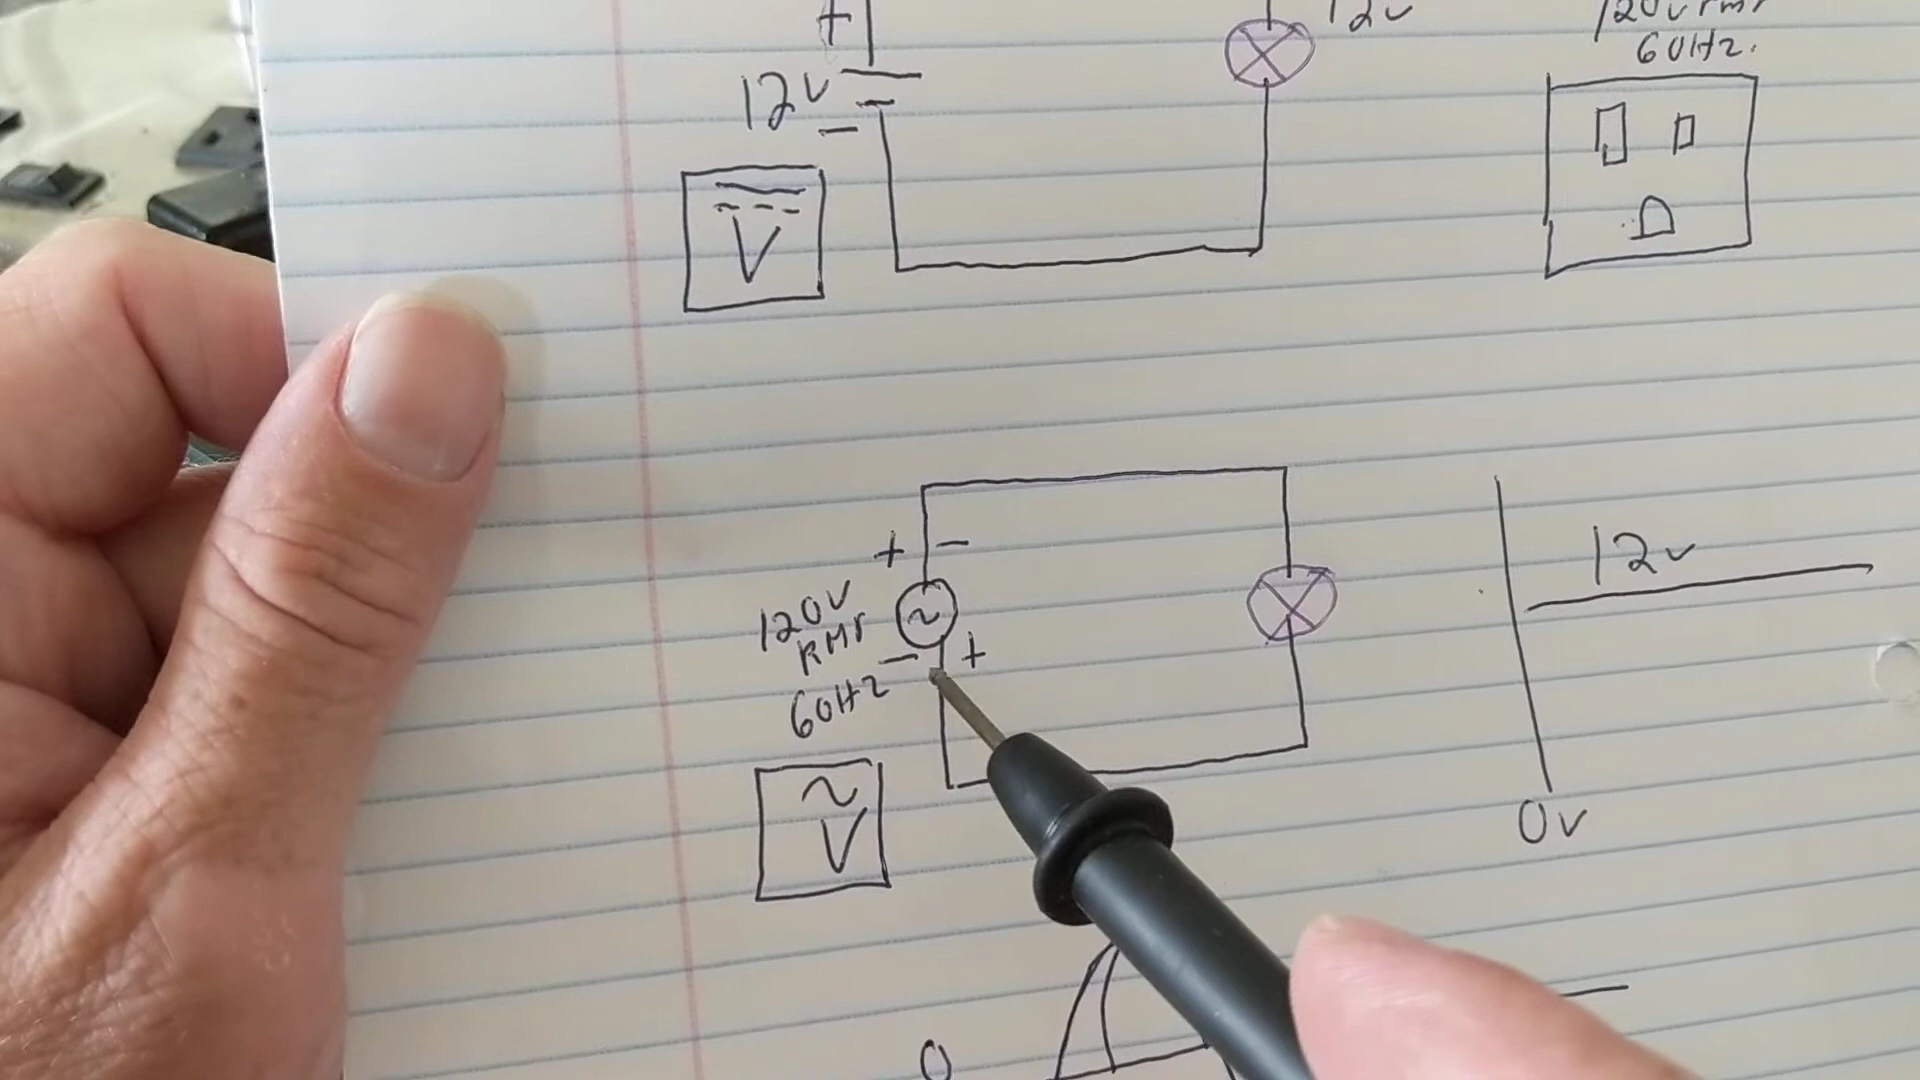 +
12v
12v
−
V
120v rms
60Hz.
+ −
120V
RMS
− +
60Hz
V
12v
0v
0